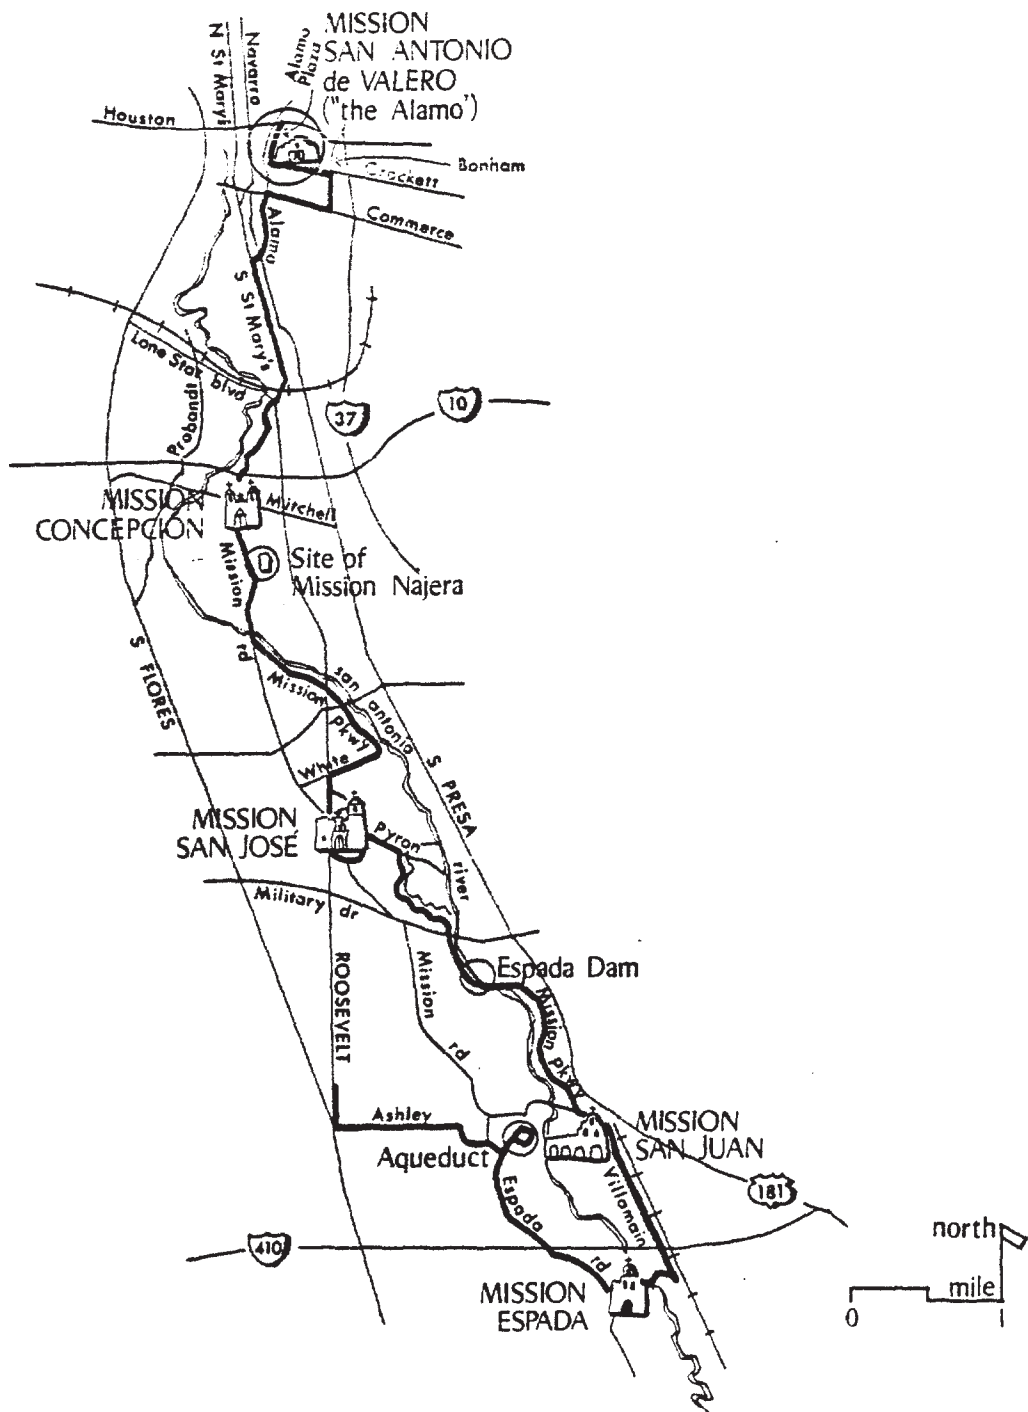 MISSION
SAN ANTONIO
de VALERO
("the Alamo")
N St Mary's
Navarro
Alamo
Plaza
Houston
Bonham
Crockett
Commerce
Alamo
S St Mary's
Lone Star blvd
Probandt
37
10
MISSION
CONCEPCIÓN
Mitchell
Mission rd
Site of
Mission Najera
S FLORES
Mission pkwy
san antonio river
S PRESA
White
MISSION
SAN JOSÉ
Pyron
Military dr
ROOSEVELT
Mission rd
Espada Dam
Mission pkwy
Ashley
Aqueduct
MISSION
SAN JUAN
Espada rd
Villamain
181
410
MISSION
ESPADA
north
mile
0 1